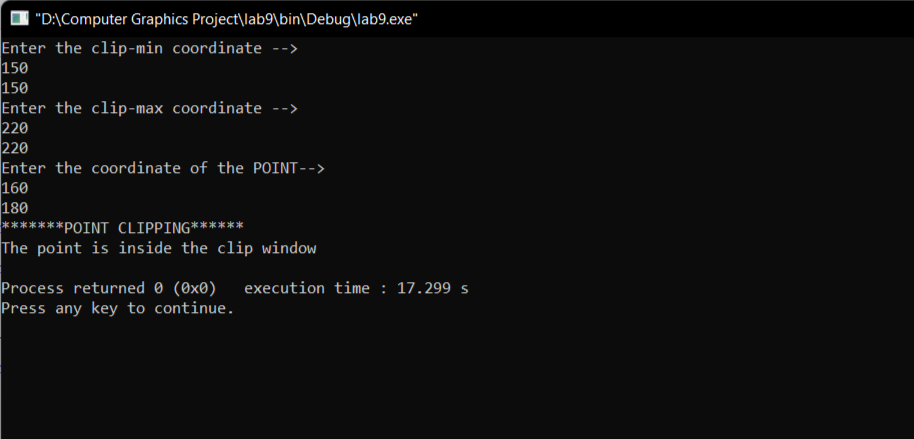 "D:\Computer Graphics Project\lab9\bin\Debug\lab9.exe"
Enter the clip-min coordinate -->
150
150
Enter the clip-max coordinate -->
220
220
Enter the coordinate of the POINT-->
160
180
*******POINT CLIPPING******
The point is inside the clip window
Process returned 0 (0x0)   execution time : 17.299 s
Press any key to continue.